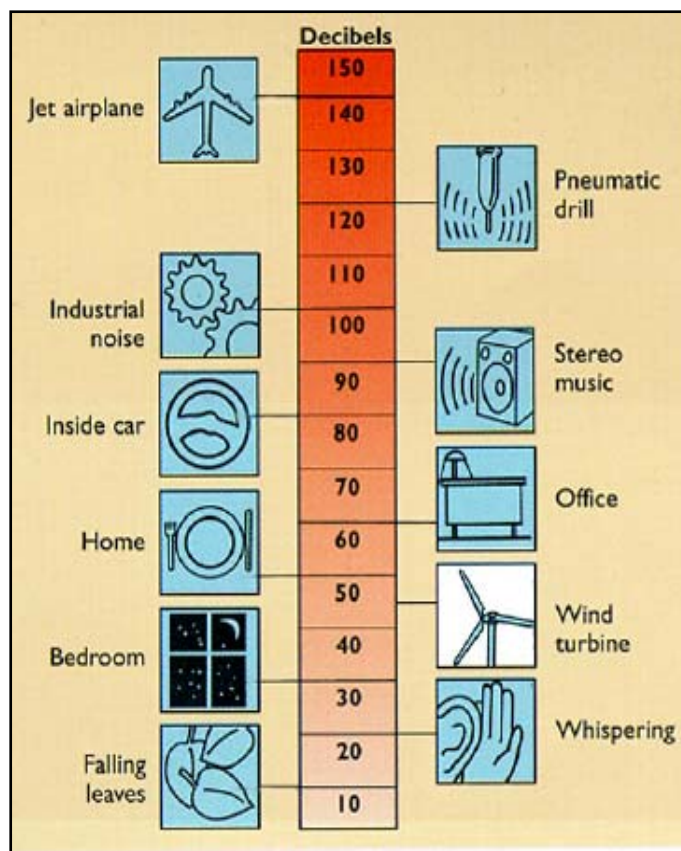 Decibels
150
140
130
120
110
100
90
80
70
60
50
40
30
20
10
Jet airplane
Industrial
noise
Inside car
Home
Bedroom
Falling
leaves
Pneumatic
drill
Stereo
music
Office
Wind
turbine
Whispering